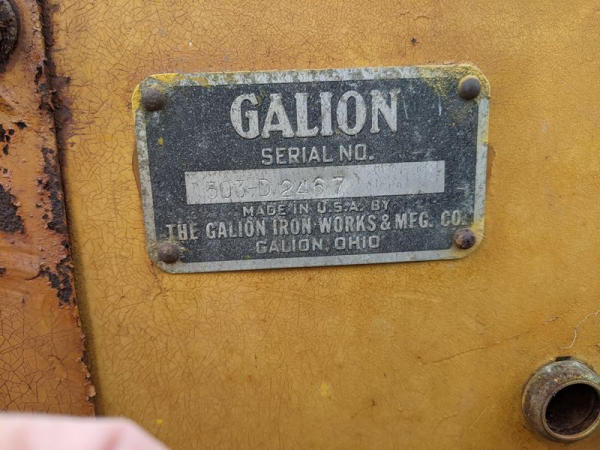 GALION
SERIAL NO.
503-D 2467
MADE IN U.S.A. BY
THE GALION IRON WORKS & MFG. CO.
GALION, OHIO